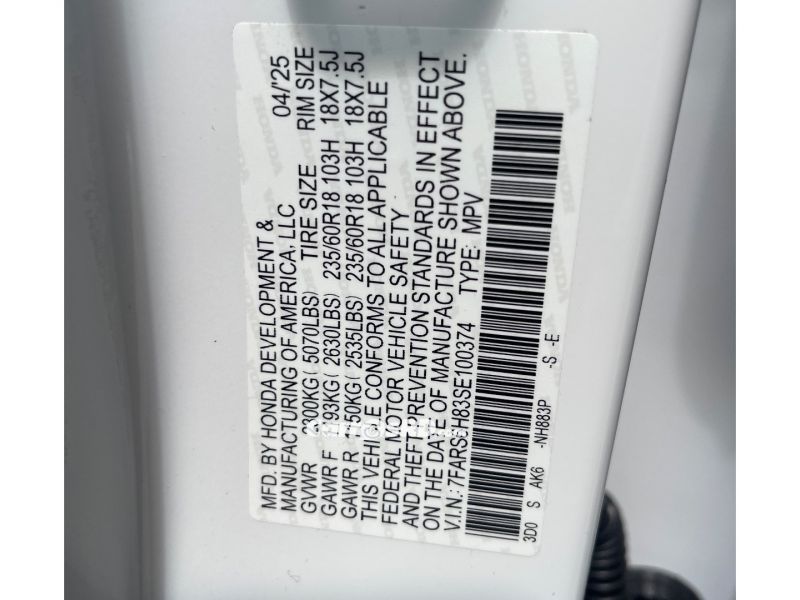 MFD. BY HONDA DEVELOPMENT &
MANUFACTURING OF AMERICA, LLC 04/'25
GVWR 2300KG( 5070LBS) TIRE SIZE RIM SIZE
GAWR F 1193KG( 2630LBS) 235/60R18 103H 18X7.5J
GAWR R 1150KG( 2535LBS) 235/60R18 103H 18X7.5J
THIS VEHICLE CONFORMS TO ALL APPLICABLE
FEDERAL MOTOR VEHICLE SAFETY
AND THEFT PREVENTION STANDARDS IN EFFECT
ON THE DATE OF MANUFACTURE SHOWN ABOVE.
V.I.N.: 7FARS6H83SE100374 TYPE: MPV
3D0 S AK6 -NH883P -S -E